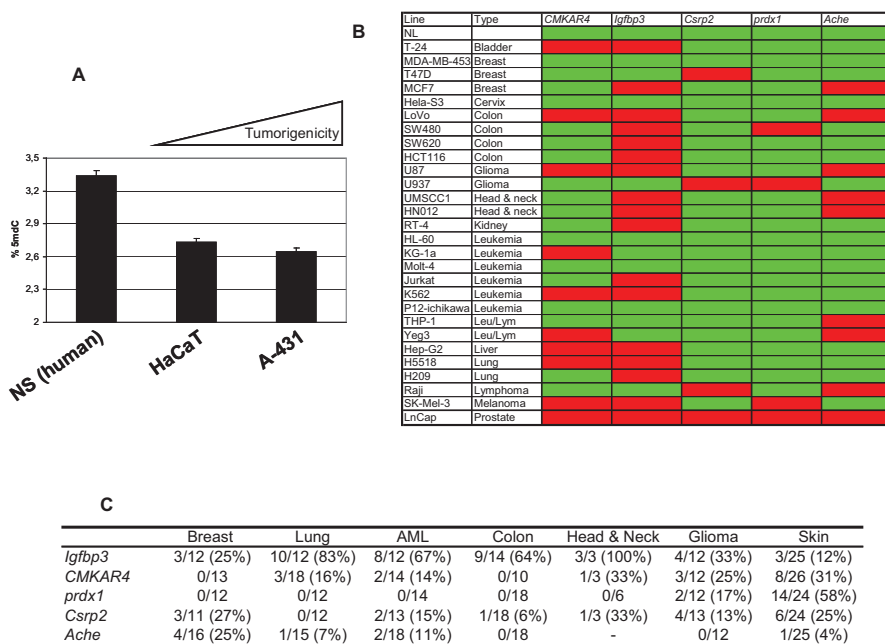 A
Tumorigenicity
% 5mdC
3,5
3,2
2,9
2,6
2,3
2
NS (human)
HaCaT
A-431
B
Line Type CMKAR4 Igfbp3 Csrp2 prdx1 Ache
NL
T-24 Bladder
MDA-MB-453 Breast
T47D Breast
MCF7 Breast
Hela-S3 Cervix
LoVo Colon
SW480 Colon
SW620 Colon
HCT116 Colon
U87 Glioma
U937 Glioma
UMSCC1 Head & neck
HN012 Head & neck
RT-4 Kidney
HL-60 Leukemia
KG-1a Leukemia
Molt-4 Leukemia
Jurkat Leukemia
K562 Leukemia
P12-ichikawa Leukemia
THP-1 Leu/Lym
Yeg3 Leu/Lym
Hep-G2 Liver
H5518 Lung
H209 Lung
Raji Lymphoma
SK-Mel-3 Melanoma
LnCap Prostate
C
Breast Lung AML Colon Head & Neck Glioma Skin
Igfbp3 3/12 (25%) 10/12 (83%) 8/12 (67%) 9/14 (64%) 3/3 (100%) 4/12 (33%) 3/25 (12%)
CMKAR4 0/13 3/18 (16%) 2/14 (14%) 0/10 1/3 (33%) 3/12 (25%) 8/26 (31%)
prdx1 0/12 0/12 0/14 0/18 0/6 2/12 (17%) 14/24 (58%)
Csrp2 3/11 (27%) 0/12 2/13 (15%) 1/18 (6%) 1/3 (33%) 4/13 (13%) 6/24 (25%)
Ache 4/16 (25%) 1/15 (7%) 2/18 (11%) 0/18 - 0/12 1/25 (4%)